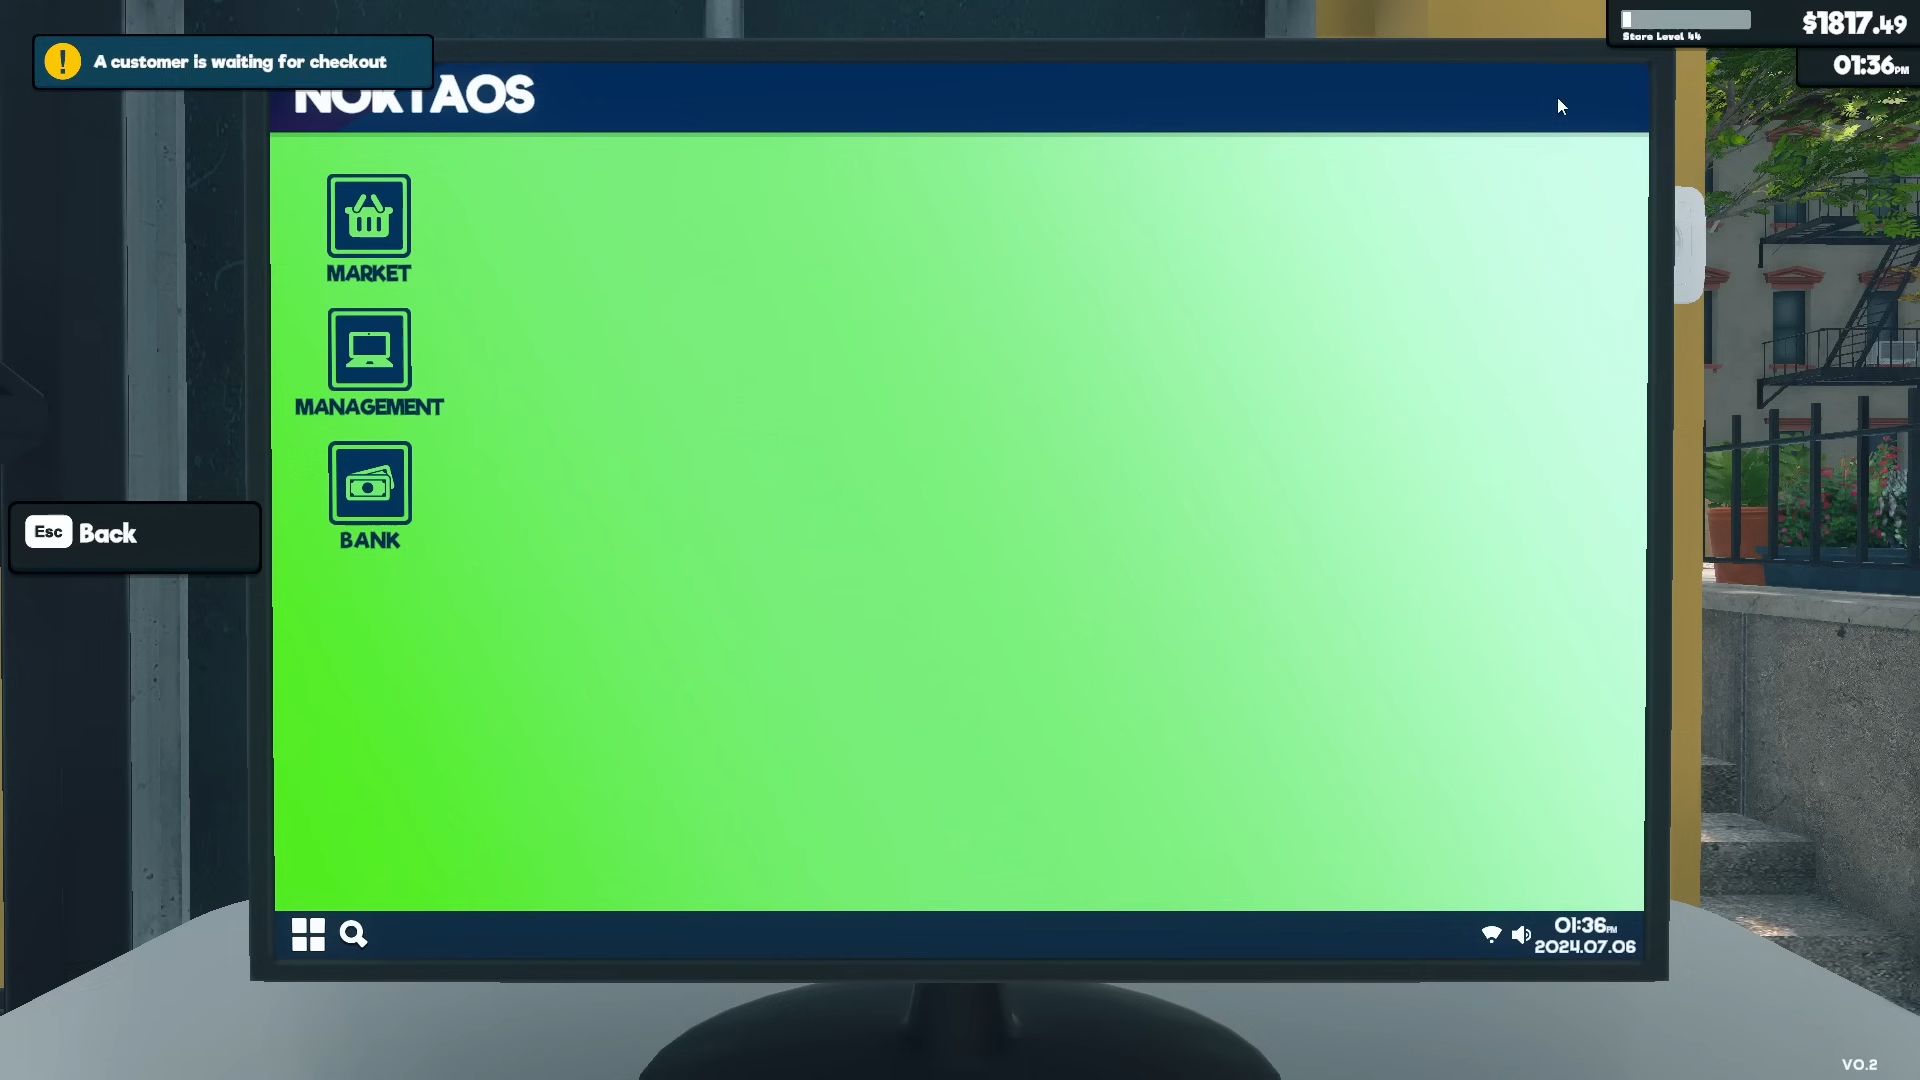 A customer is waiting for checkout
Store Level 44
$1817.49
01:36PM
NOKTAOS
MARKET
MANAGEMENT
BANK
Esc Back
01:36PM
2024.07.06
V0.2